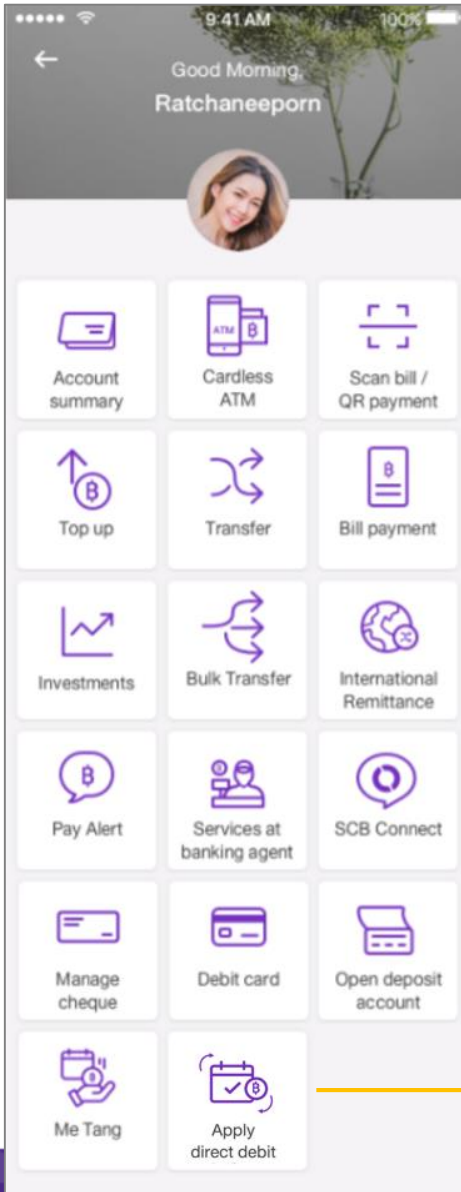 9:41 AM
100%
Good Morning,
Ratchaneeporn
ATM
฿
Account
summary
Cardless
ATM
Scan bill /
QR payment
฿
฿
Top up
Transfer
Bill payment
Investments
Bulk Transfer
International
Remittance
฿
Pay Alert
Services at
banking agent
SCB Connect
Manage
cheque
Debit card
Open deposit
account
฿
฿
Me Tang
Apply
direct debit